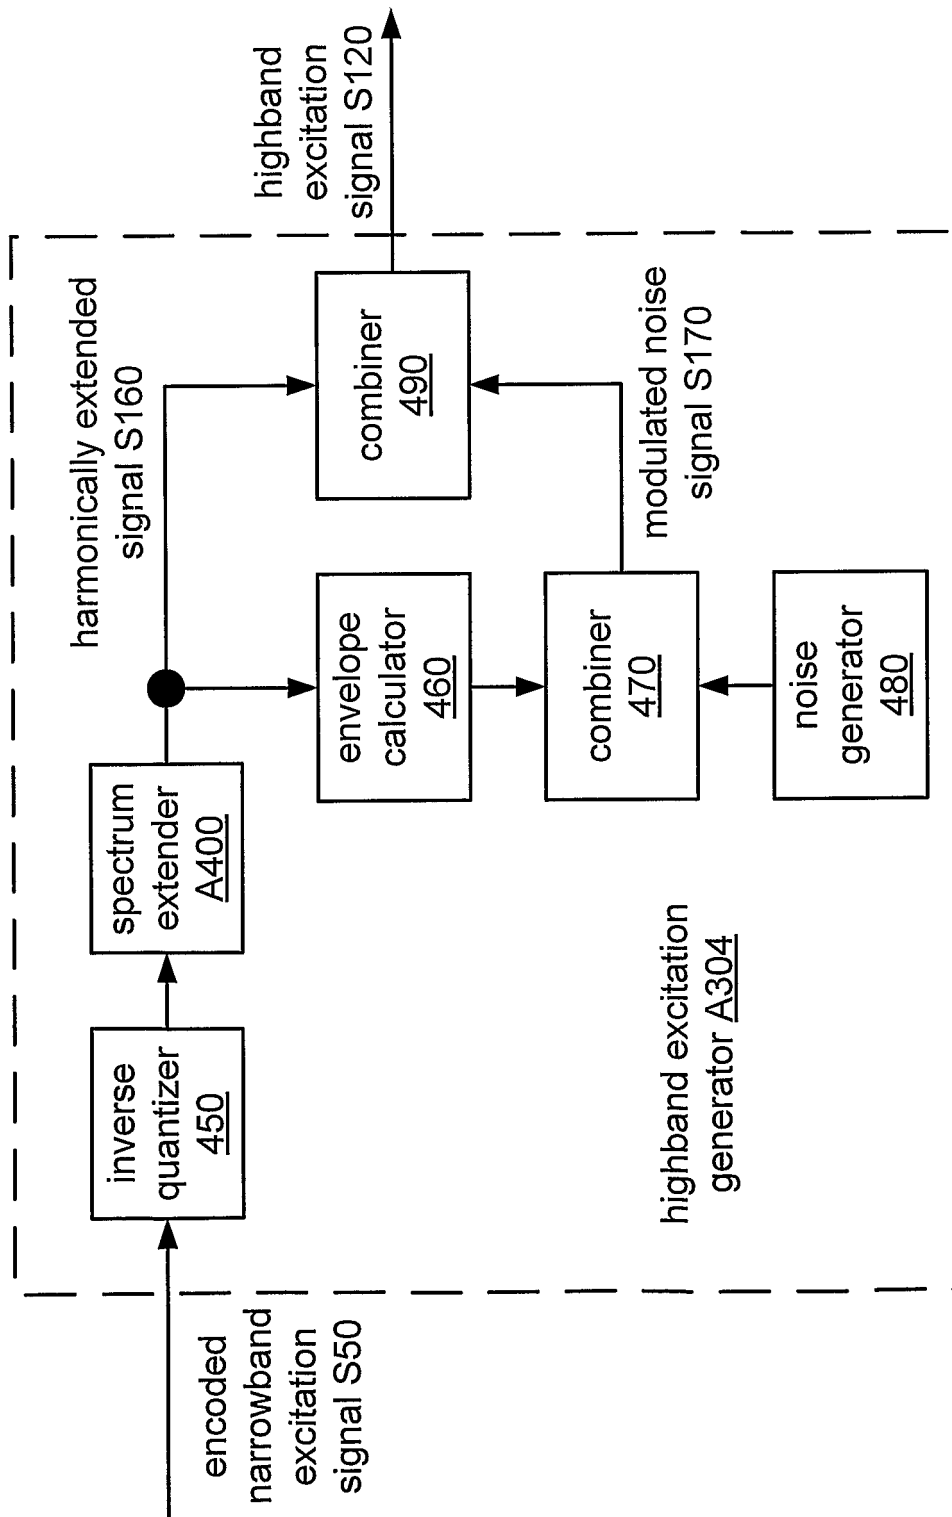 encoded
narrowband
excitation
signal S50
inverse
quantizer
450
spectrum
extender
A400
harmonically extended
signal S160
envelope
calculator
460
combiner
470
noise
generator
480
combiner
490
modulated noise
signal S170
highband
excitation
signal S120
highband excitation
generator A304